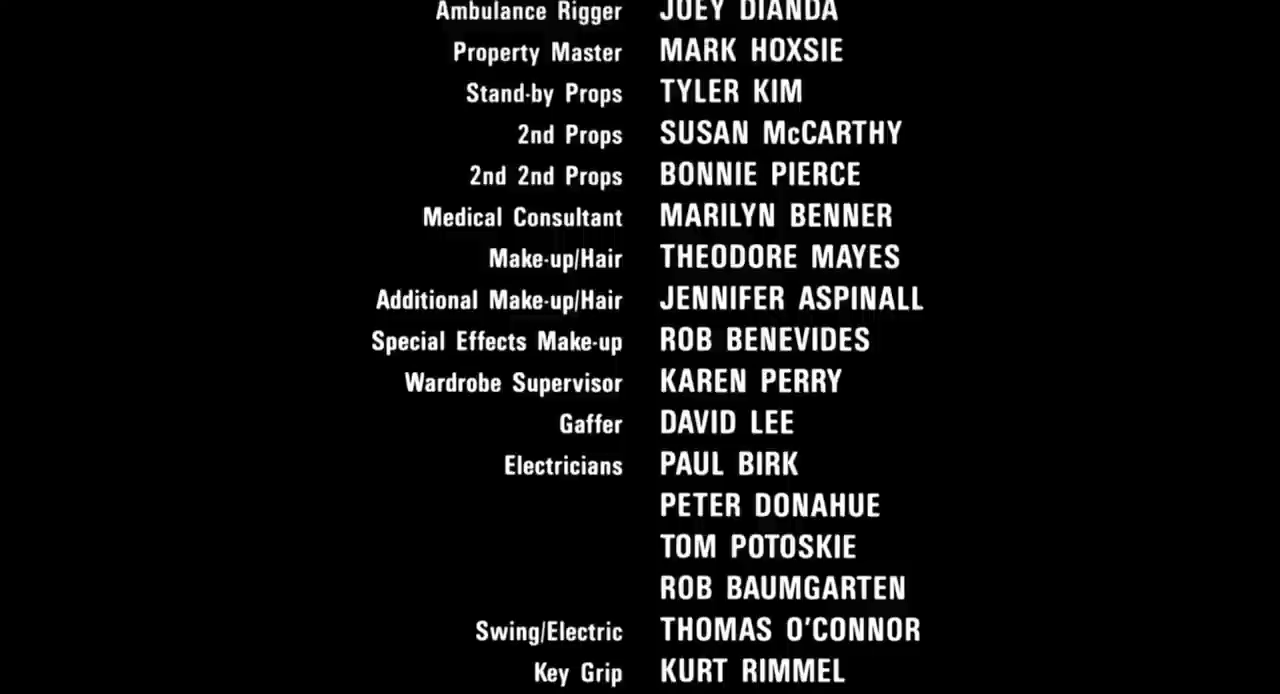 Ambulance Rigger JOEY DIANDA
Property Master MARK HOXSIE
Stand-by Props TYLER KIM
2nd Props SUSAN McCARTHY
2nd 2nd Props BONNIE PIERCE
Medical Consultant MARILYN BENNER
Make-up/Hair THEODORE MAYES
Additional Make-up/Hair JENNIFER ASPINALL
Special Effects Make-up ROB BENEVIDES
Wardrobe Supervisor KAREN PERRY
Gaffer DAVID LEE
Electricians PAUL BIRK
PETER DONAHUE
TOM POTOSKIE
ROB BAUMGARTEN
Swing/Electric THOMAS O'CONNOR
Key Grip KURT RIMMEL